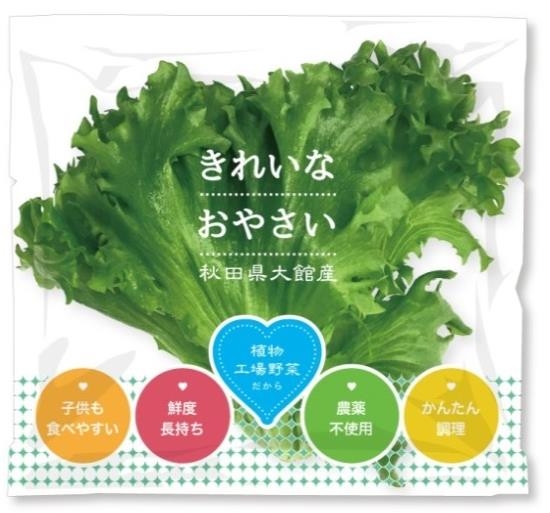 きれいな
おやさい
秋田県大館産
植物
工場野菜
だから
子供も
食べやすい
鮮度
長持ち
農薬
不使用
かんたん
調理